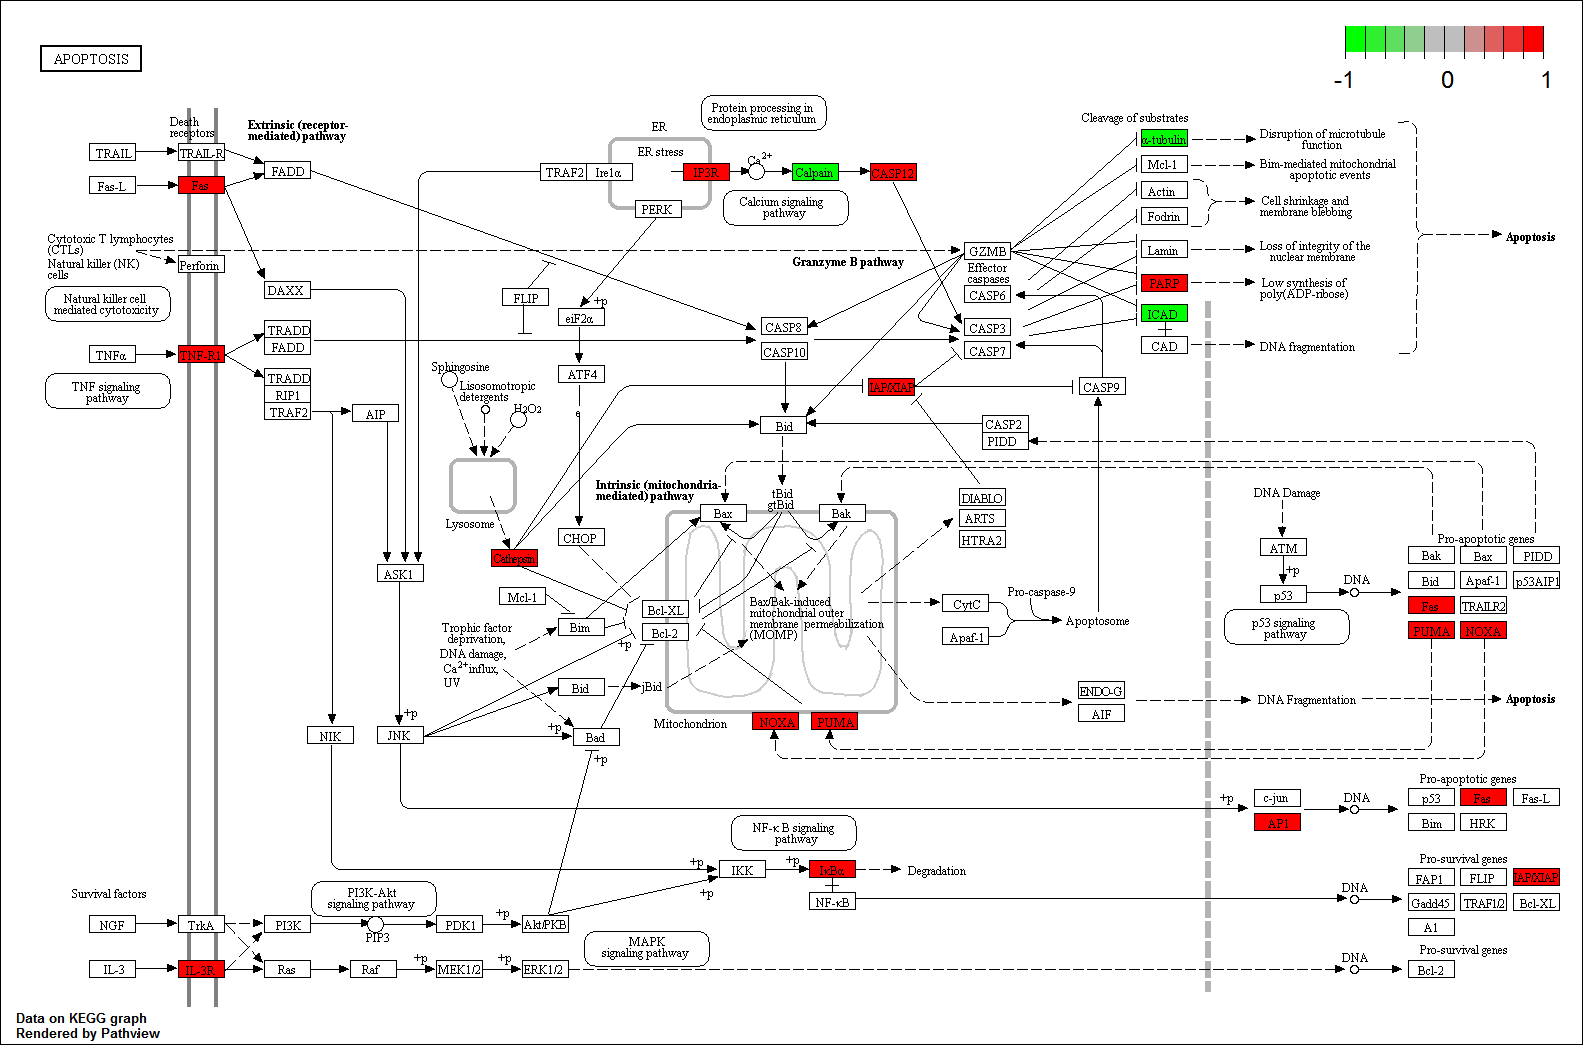 APOPTOSIS
-1
0
1
Death
receptors
Extrinsic (receptor-
mediated) pathway
ER
Protein processing in
endoplasmic reticulum
Cleavage of substrates
TRAIL
TRAIL-R
FADD
Fas-L
Fas
ER stress
TRAF2
Ire1α
IP3R
Ca2+
Calpain
CASP12
PERK
Calcium signaling
pathway
α-tubulin
Disruption of microtubule
function
Mcl-1
Bim-mediated mitochondrial
apoptotic events
Actin
Fodrin
Cell shrinkage and
membrane blebbing
Lamin
Loss of integrity of the
nuclear membrane
PARP
Low synthesis of
poly(ADP-ribose)
ICAD
CAD
DNA fragmentation
Apoptosis
Cytotoxic T lymphocytes
(CTLs)
Natural killer (NK)
cells
Perforin
Natural killer cell
mediated cytotoxicity
DAXX
Granzyme B pathway
GZMB
Effector
caspases
CASP6
CASP3
CASP7
FLIP
+p
eiF2α
CASP8
CASP10
TNFα
TNF-R1
TRADD
FADD
TRADD
RIP1
TRAF2
TNF signaling
pathway
AIP
Sphingosine
Lisosomotropic
detergents
H2O2
ATF4
e
CASP9
Bid
CASP2
PIDD
Lysosome
Intrinsic (mitochondria-
mediated) pathway
tBid
gtBid
Bax
Bak
DIABLO
ARTS
HTRA2
CHOP
Cathepsin
ASK1
DNA Damage
ATM
+p
p53
DNA
p53 signaling
pathway
Pro-apoptotic genes
Bak
Bax
PIDD
Bid
Apaf-1
p53AIP1
Fas
TRAILR2
PUMA
NOXA
Mcl-1
Bim
Bcl-XL
Bcl-2
+p
Bax/Bak-induced
mitochondrial outer
membrane permeabilization
(MOMP)
CytC
Apaf-1
Pro-caspase-9
Apoptosome
Trophic factor
deprivation,
DNA damage,
Ca2+influx,
UV
Bid
jBid
ENDO-G
AIF
DNA Fragmentation
Apoptosis
Mitochondrion
NOXA
PUMA
NIK
+p
JNK
+p
Bad
+p
+p
c-jun
AP1
DNA
Pro-apoptotic genes
p53
Fas
Fas-L
Bim
HRK
NF-κ B signaling
pathway
+p
IKK
+p
IκBα
Degradation
+p
NF-κB
DNA
Pro-survival genes
FAP1
FLIP
Gadd45
TRAF1/2
Bcl-XL
A1
Survival factors
PI3K-Akt
signaling pathway
NGF
TrkA
PI3K
PIP3
PDK1
+p
Akt/PKB
MAPK
signaling pathway
IL-3
IL-3R
Ras
Raf
+p
MEK1/2
+p
ERK1/2
DNA
Pro-survival genes
Bcl-2
Data on KEGG graph
Rendered by Pathview